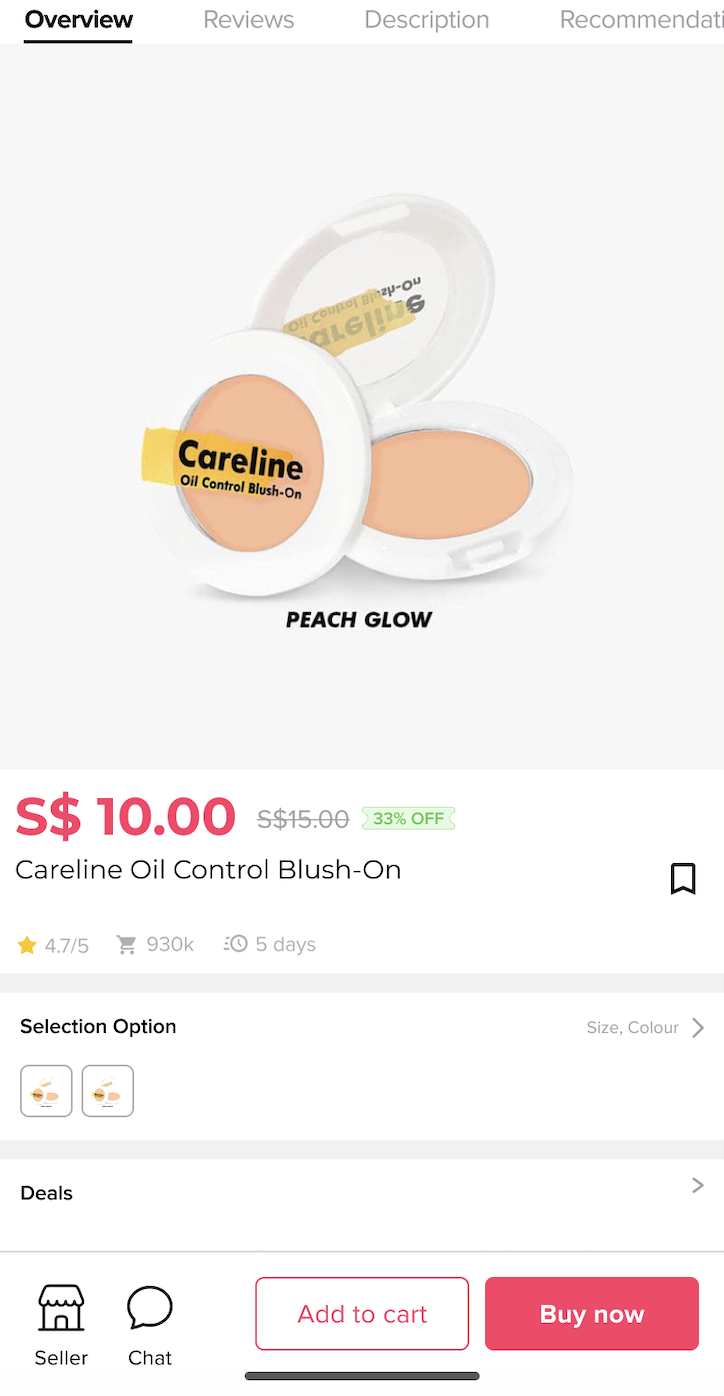 Overview Reviews Description Recommendati
Oil Control Blush-On
Careline
Careline
Oil Control Blush-On
PEACH GLOW
S$ 10.00 S$15.00 33% OFF
Careline Oil Control Blush-On
4.7/5 930k 5 days
Selection Option Size, Colour
Deals
Add to cart Buy now
Seller Chat